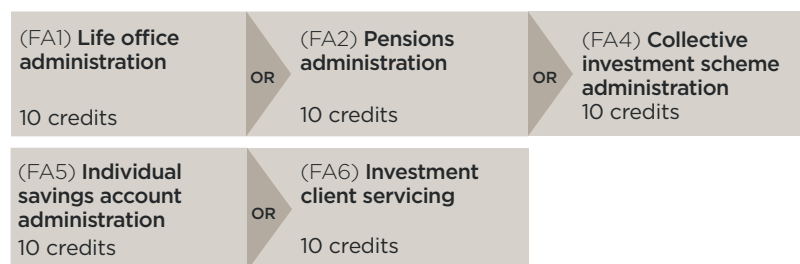 (FA1) Life office
administration
10 credits
OR
(FA2) Pensions
administration
10 credits
OR
(FA4) Collective
investment scheme
administration
10 credits
(FA5) Individual
savings account
administration
10 credits
OR
(FA6) Investment
client servicing
10 credits